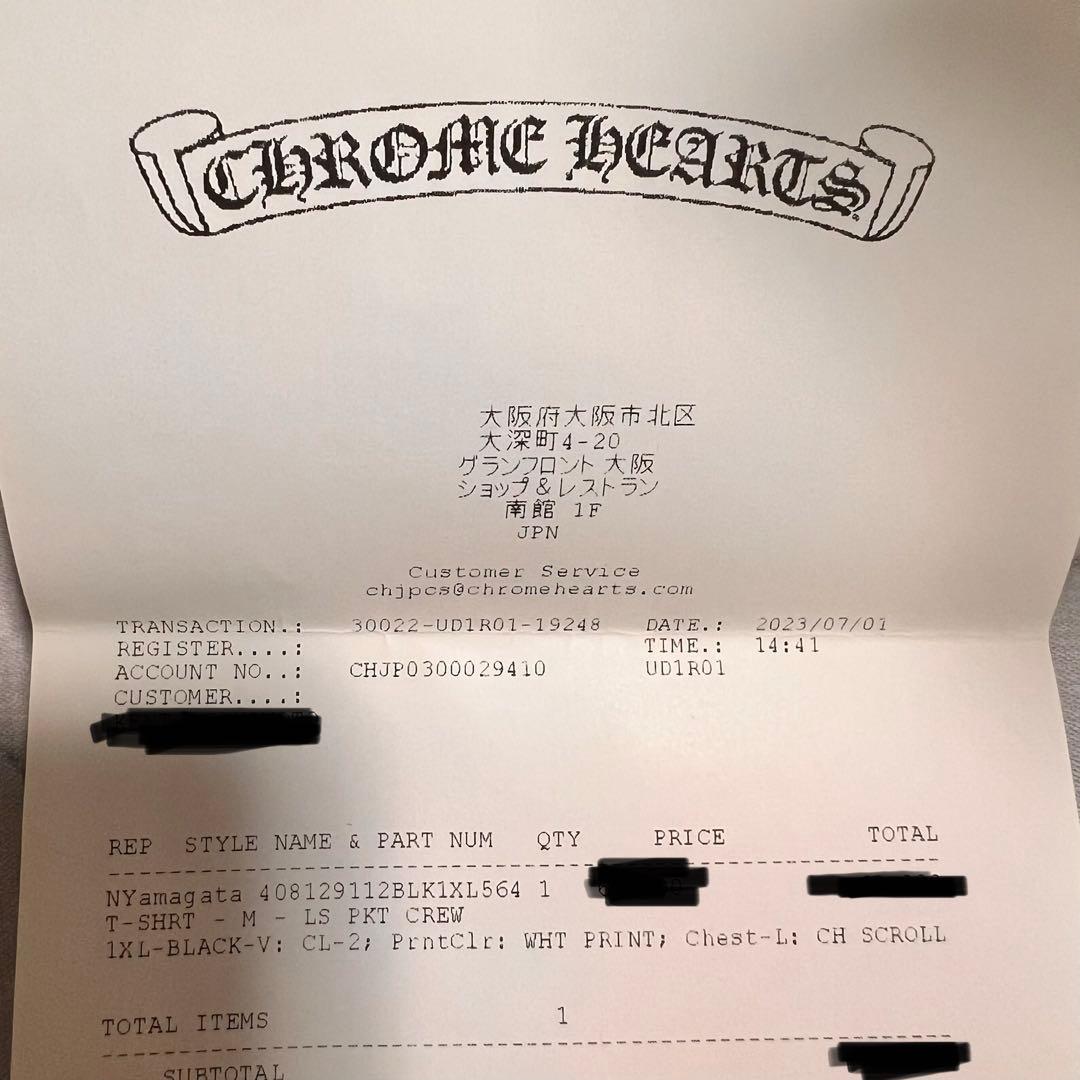 CHROME HEARTS
大阪府大阪市北区
大深町4-20
グランフロント 大阪
ショップ&レストラン
南館 1F
JPN
Customer Service
chjpcs@chromehearts.com
TRANSACTION.: 30022-UD1R01-19248 DATE.: 2023/07/01
REGISTER....: TIME.: 14:41
ACCOUNT NO..: CHJP0300029410 UD1R01
CUSTOMER....:
REP STYLE NAME & PART NUM QTY PRICE TOTAL
NYamagata 408129112BLK1XL564 1
T-SHRT - M - LS PKT CREW
1XL-BLACK-V: CL-2; PrntClr: WHT PRINT; Chest-L: CH SCROLL
TOTAL ITEMS 1
SUBTOTAL